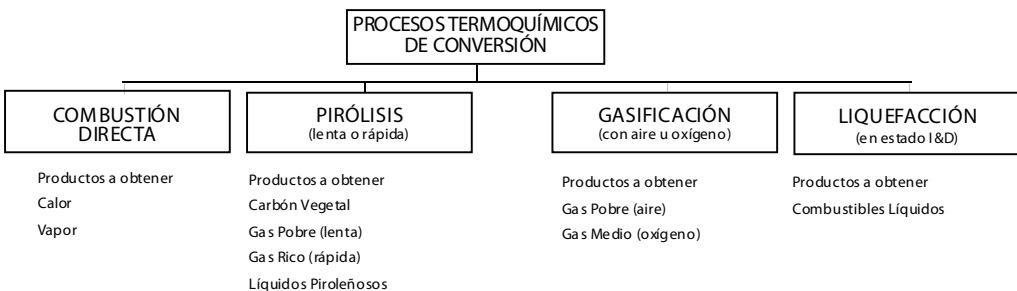 PROCESOS TERMOQUÍMICOS
DE CONVERSIÓN
COMBUSTIÓN
DIRECTA
Productos a obtener
Calor
Vapor
PIRÓLISIS
(lenta o rápida)
Productos a obtener
Carbón Vegetal
Gas Pobre (lenta)
Gas Rico (rápida)
Líquidos Piroleñosos
GASIFICACIÓN
(con aire u oxígeno)
Productos a obtener
Gas Pobre (aire)
Gas Medio (oxígeno)
LIQUEFACCIÓN
(en estado I&D)
Productos a obtener
Combustibles Líquidos